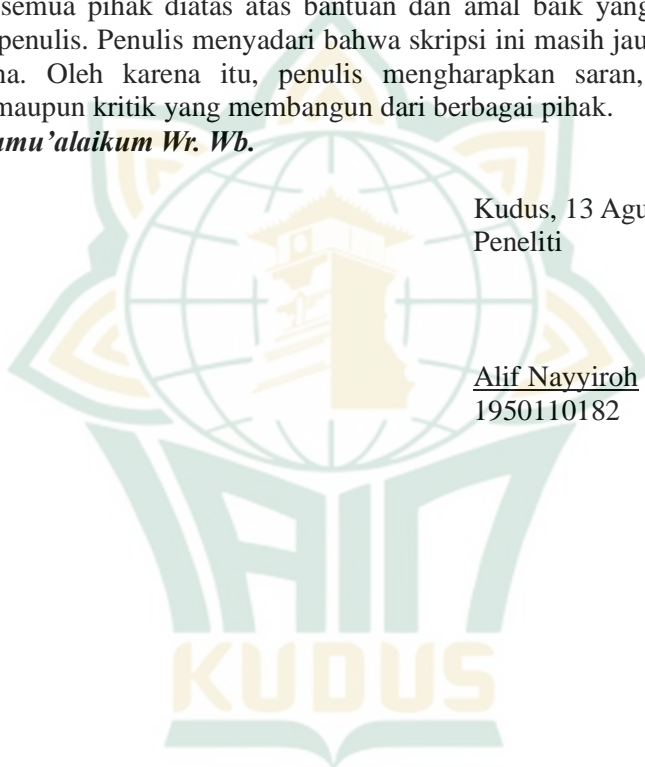 semua pihak diatas atas bantuan dan amal baik yang
penulis. Penulis menyadari bahwa skripsi ini masih jau
na. Oleh karena itu, penulis mengharapkan saran,
maupun kritik yang membangun dari berbagai pihak.
amu’alaikum Wr. Wb.
Kudus, 13 Agu
Peneliti
Alif Nayyiroh
1950110182
IAIN
KUDUS